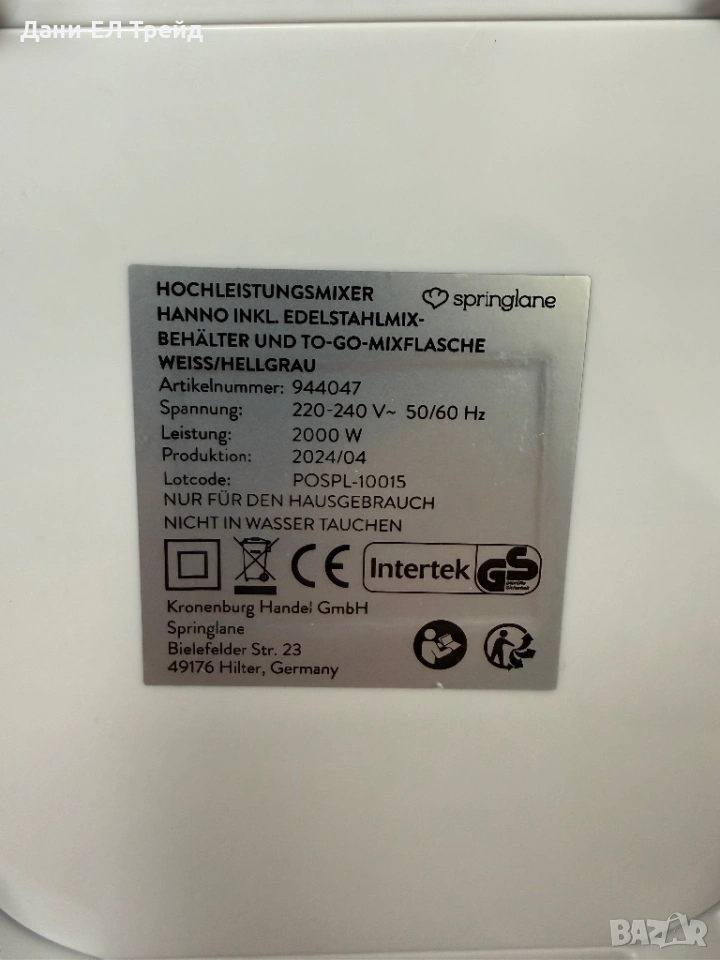 Дани ЕЛ Трейд
HOCHLEISTUNGSMIXER
springlane
HANNO INKL. EDELSTAHLMIX-
BEHÄLTER UND TO-GO-MIXFLASCHE
WEISS/HELLGRAU
Artikelnummer: 944047
Spannung: 220-240 V~ 50/60 Hz
Leistung: 2000 W
Produktion: 2024/04
Lotcode: POSPL-10015
NUR FÜR DEN HAUSGEBRAUCH
NICHT IN WASSER TAUCHEN
CE Intertek GS
Kronenburg Handel GmbH
Springlane
Bielefelder Str. 23
49176 Hilter, Germany
BAZAR